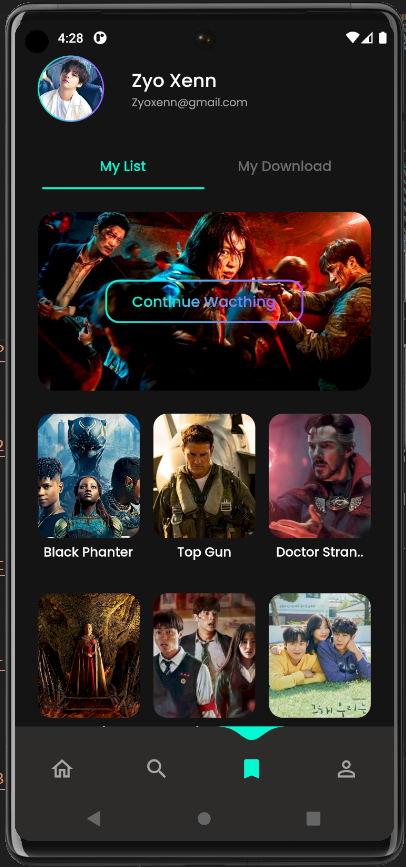 4:28
Zyo Xenn
Zyoxenn@gmail.com
My List
My Download
Continue Wacthing
Black Phanter
Top Gun
Doctor Stran..
그해 우리는